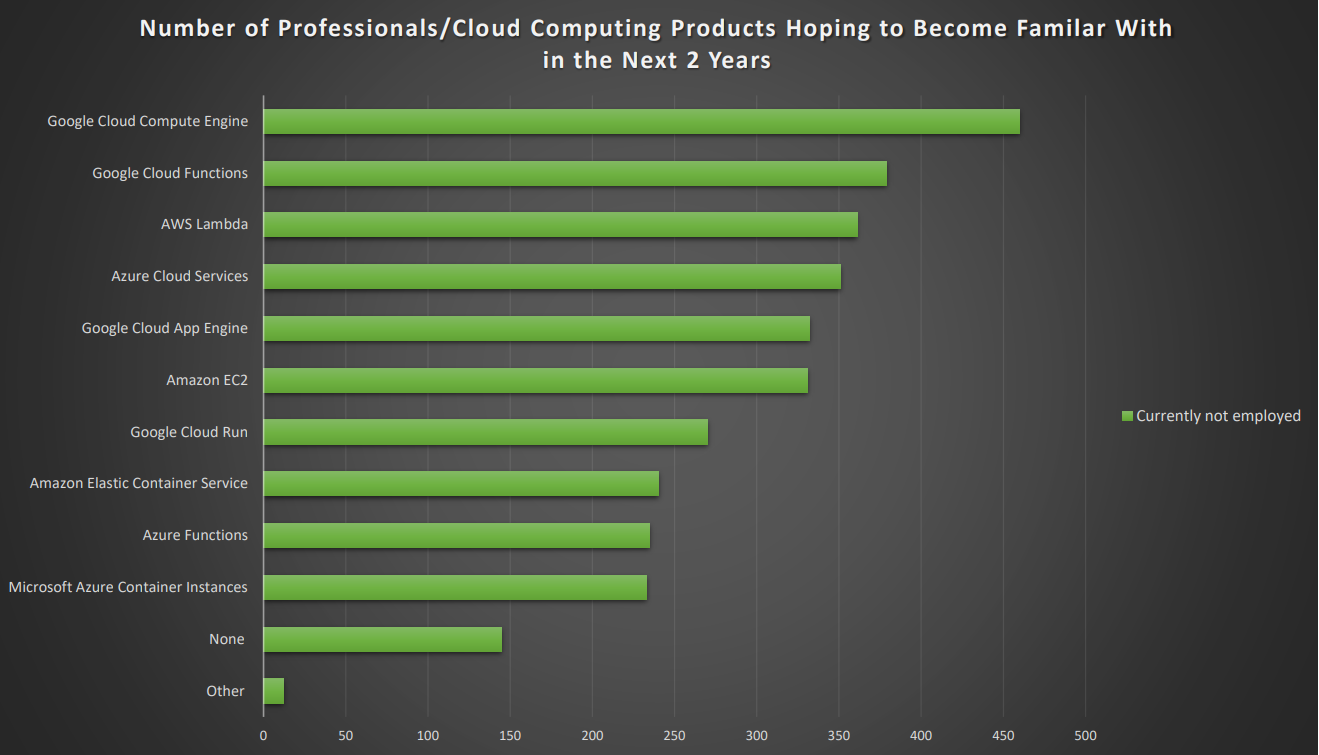 Number of Professionals/Cloud Computing Products Hoping to Become Familar With
in the Next 2 Years
Google Cloud Compute Engine
Google Cloud Functions
AWS Lambda
Azure Cloud Services
Google Cloud App Engine
Amazon EC2
Google Cloud Run
Amazon Elastic Container Service
Azure Functions
Microsoft Azure Container Instances
None
Other
0 50 100 150 200 250 300 350 400 450 500
Currently not employed